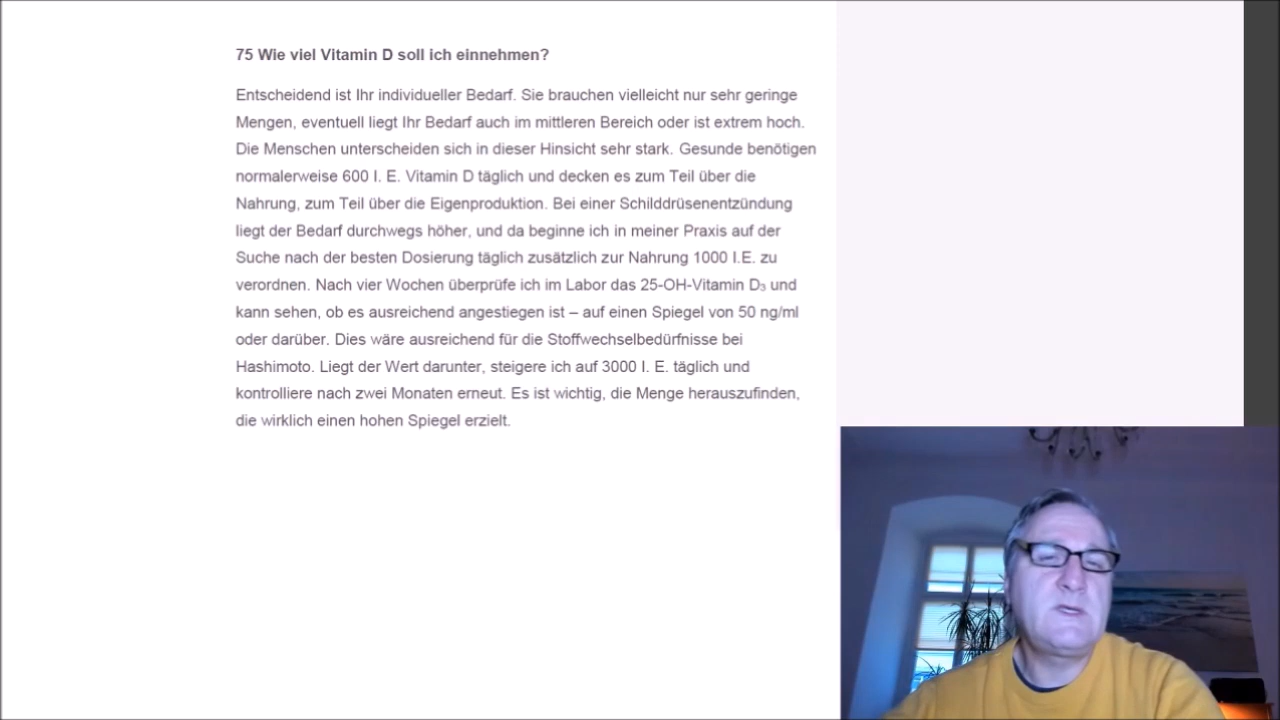 75 Wie viel Vitamin D soll ich einnehmen?
Entscheidend ist Ihr individueller Bedarf. Sie brauchen vielleicht nur sehr geringe
Mengen, eventuell liegt Ihr Bedarf auch im mittleren Bereich oder ist extrem hoch.
Die Menschen unterscheiden sich in dieser Hinsicht sehr stark. Gesunde benötigen
normalerweise 600 I. E. Vitamin D täglich und decken es zum Teil über die
Nahrung, zum Teil über die Eigenproduktion. Bei einer Schilddrüsenentzündung
liegt der Bedarf durchwegs höher, und da beginne ich in meiner Praxis auf der
Suche nach der besten Dosierung täglich zusätzlich zur Nahrung 1000 I.E. zu
verordnen. Nach vier Wochen überprüfe ich im Labor das 25-OH-Vitamin D₃ und
kann sehen, ob es ausreichend angestiegen ist – auf einen Spiegel von 50 ng/ml
oder darüber. Dies wäre ausreichend für die Stoffwechselbedürfnisse bei
Hashimoto. Liegt der Wert darunter, steigere ich auf 3000 I. E. täglich und
kontrolliere nach zwei Monaten erneut. Es ist wichtig, die Menge herauszufinden,
die wirklich einen hohen Spiegel erzielt.